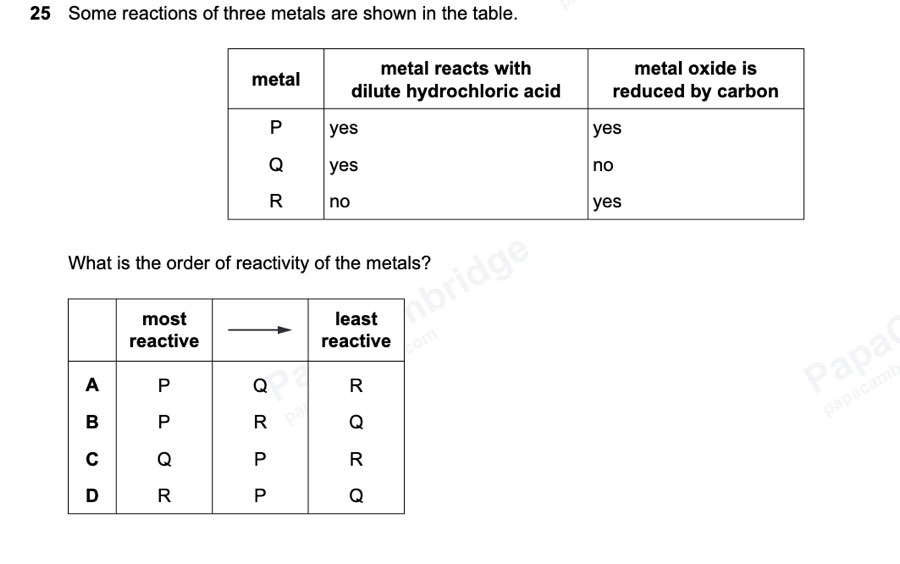 25 Some reactions of three metals are shown in the table.
metal metal reacts with dilute hydrochloric acid metal oxide is reduced by carbon
P yes yes
Q yes no
R no yes
What is the order of reactivity of the metals?
most reactive least reactive
A P Q R
B P R Q
C Q P R
D R P Q